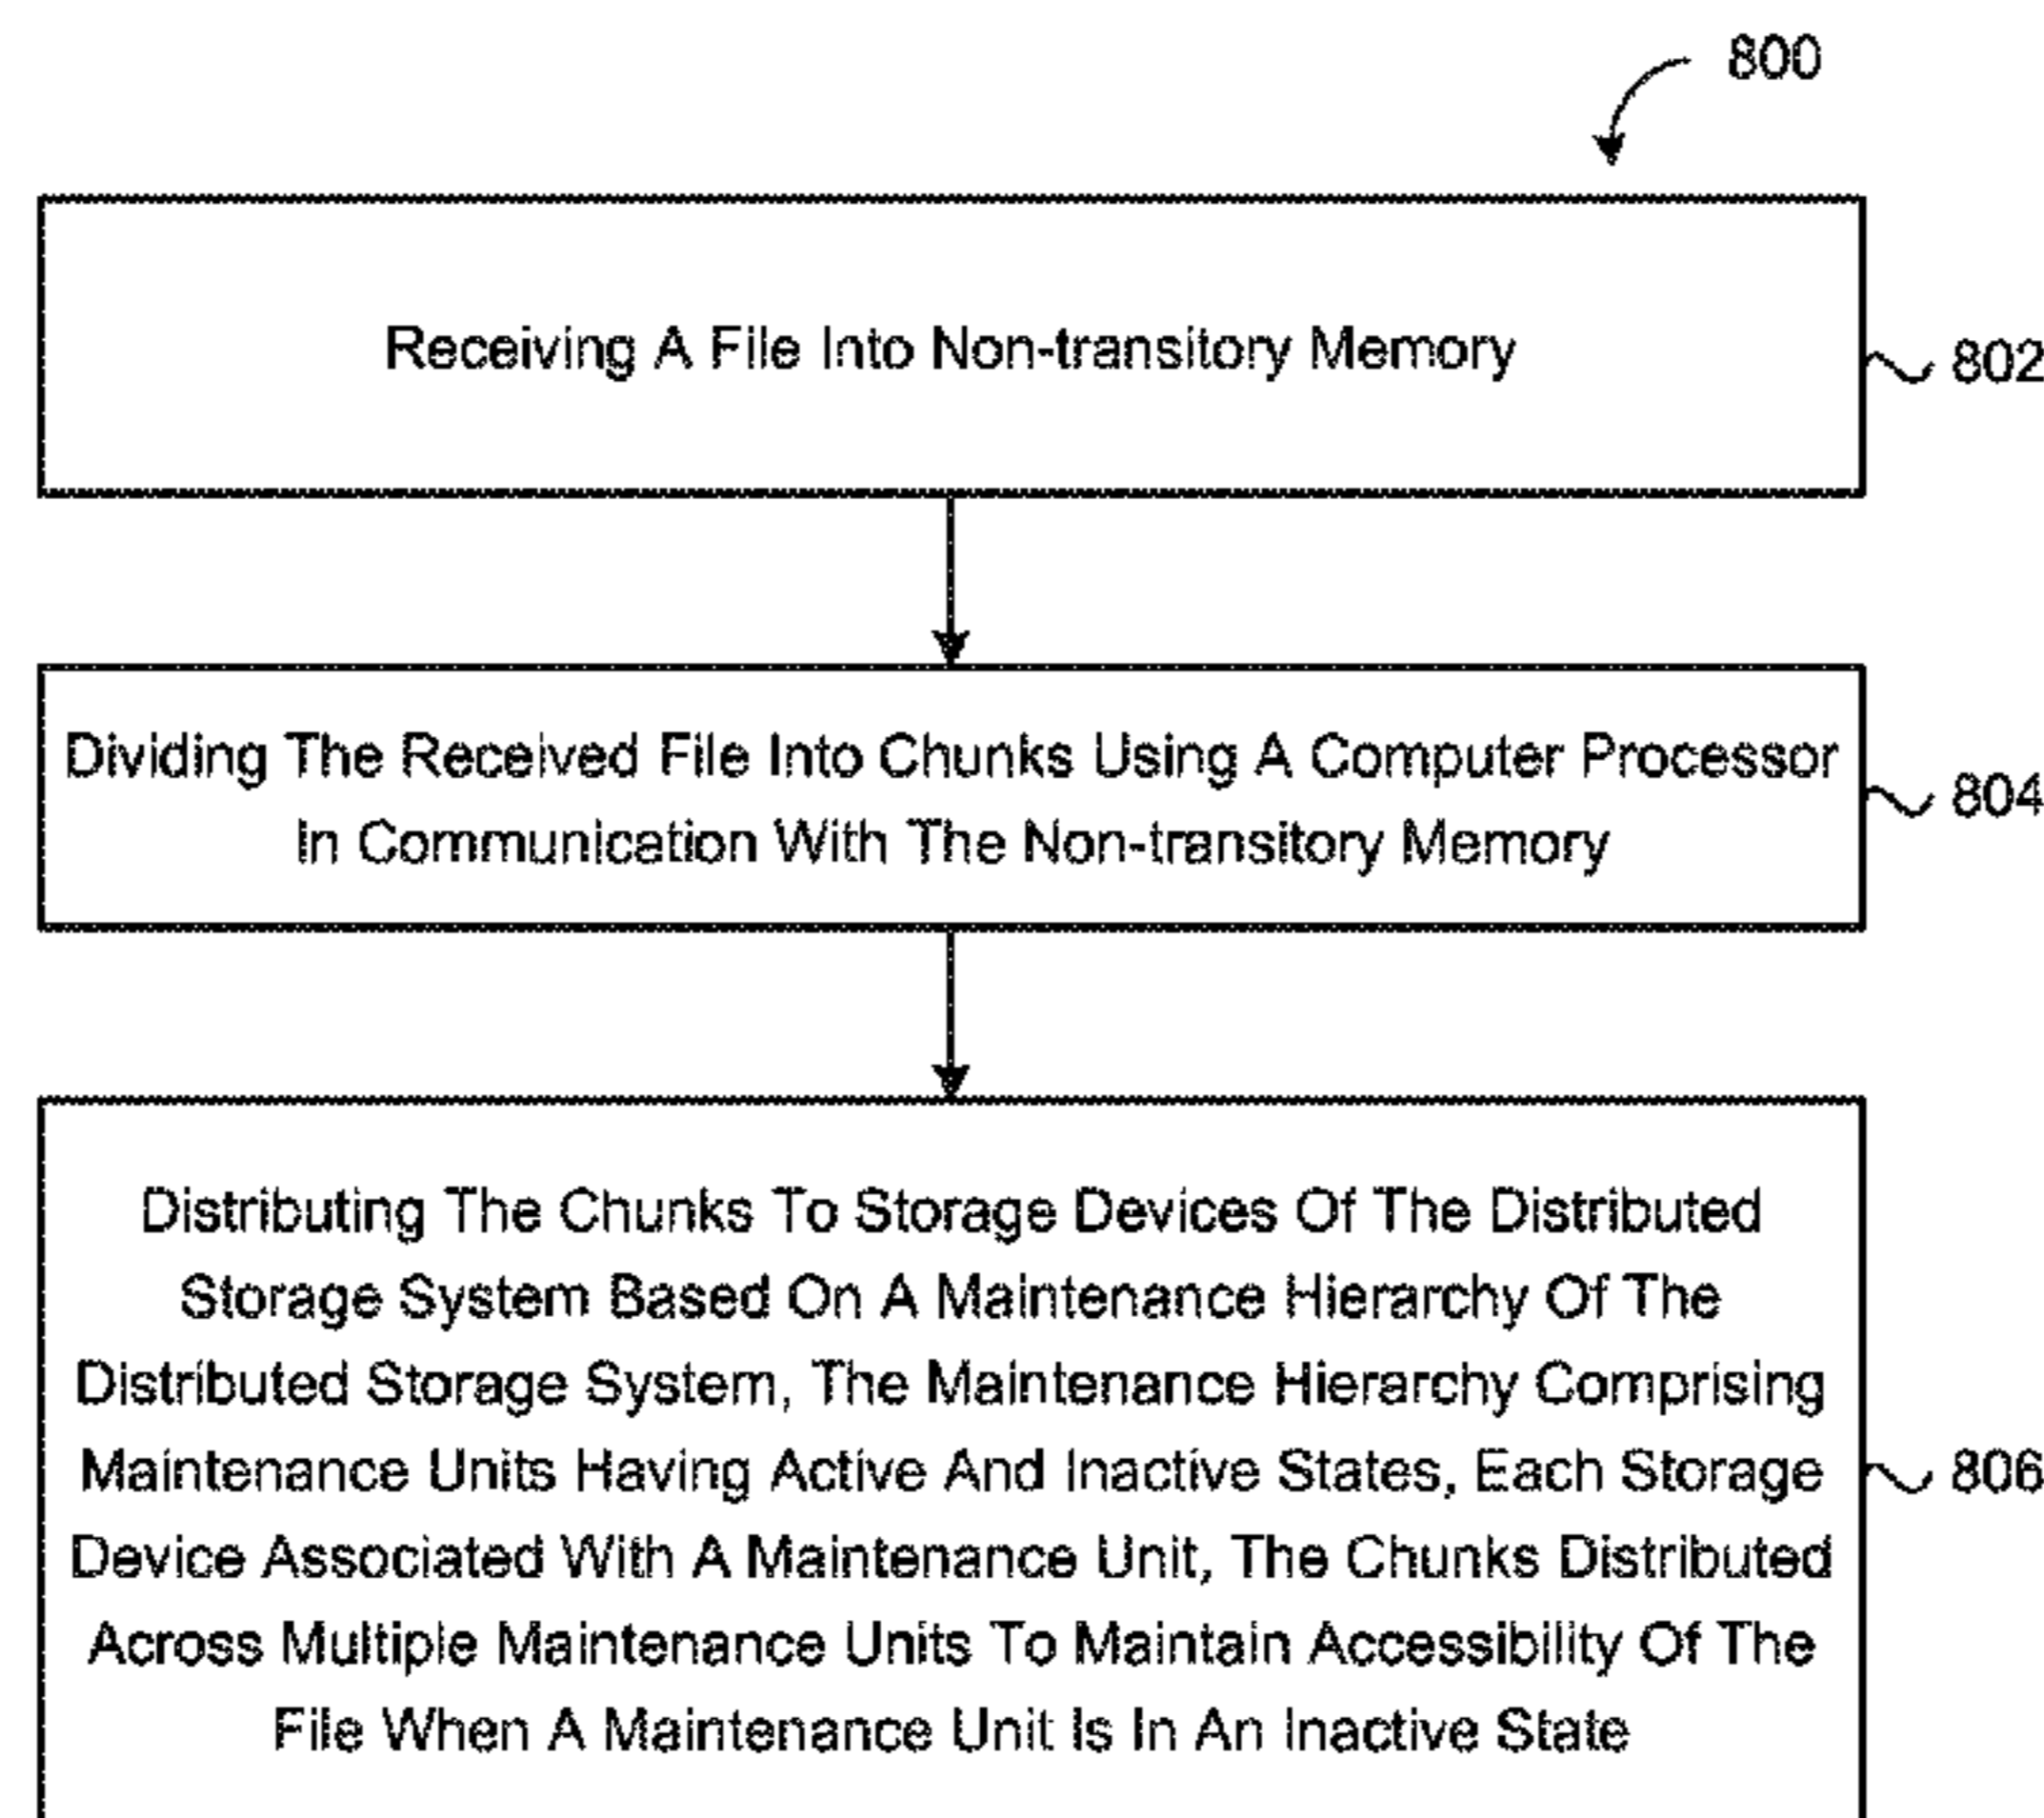 800
Receiving A File Into Non-transitory Memory
802
Dividing The Received File Into Chunks Using A Computer Processor
In Communication With The Non-transitory Memory
804
Distributing The Chunks To Storage Devices Of The Distributed
Storage System Based On A Maintenance Hierarchy Of The
Distributed Storage System, The Maintenance Hierarchy Comprising
Maintenance Units Having Active And Inactive States, Each Storage
Device Associated With A Maintenance Unit, The Chunks Distributed
Across Multiple Maintenance Units To Maintain Accessibility Of The
File When A Maintenance Unit Is In An Inactive State
806